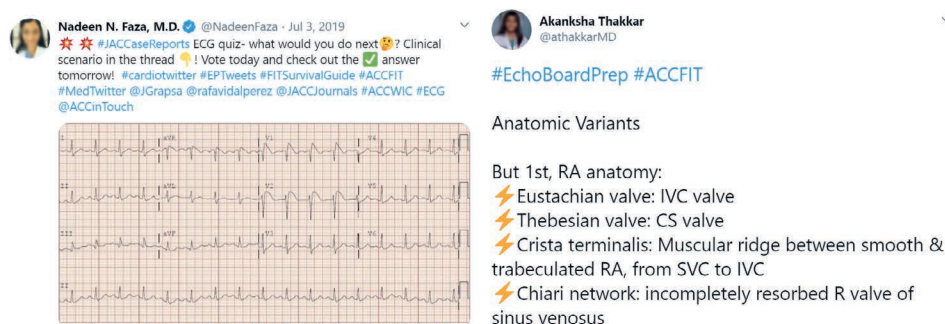 Nadeen N. Faza, M.D. @NadeenFaza · Jul 3, 2019
💥 💥 #JACCaseReports ECG quiz- what would you do next🤔? Clinical
scenario in the thread 👇! Vote today and check out the ✅ answer
tomorrow! #cardiotwitter #EPTweets #FITSurvivalGuide #ACCFIT
#MedTwitter @JGrapsa @rafavidalperez @JACCJournals #ACCWIC #ECG
@ACCinTouch
I aVR V1 V4
II aVL V2 V5
III aVF V3 V6
II
Akanksha Thakkar
@athakkarMD
#EchoBoardPrep #ACCFIT
Anatomic Variants
But 1st, RA anatomy:
⚡Eustachian valve: IVC valve
⚡Thebesian valve: CS valve
⚡Crista terminalis: Muscular ridge between smooth &
trabeculated RA, from SVC to IVC
⚡Chiari network: incompletely resorbed R valve of
sinus venosus